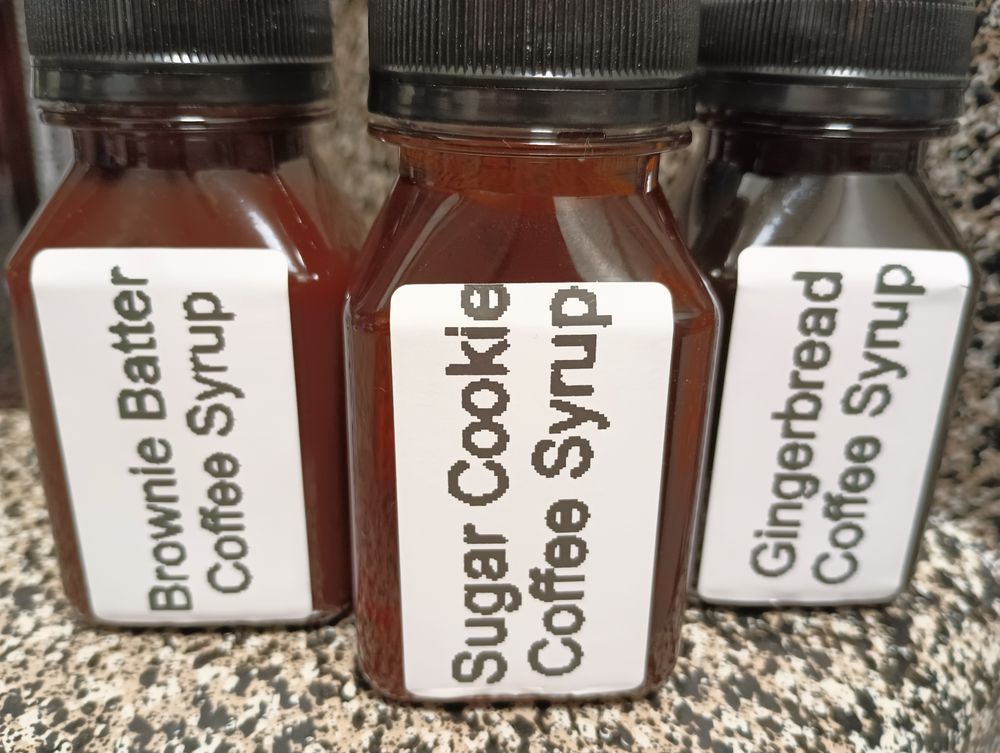 Brownie Batter
Coffee Syrup
Sugar Cookie
Coffee Syrup
Gingerbread
Coffee Syrup